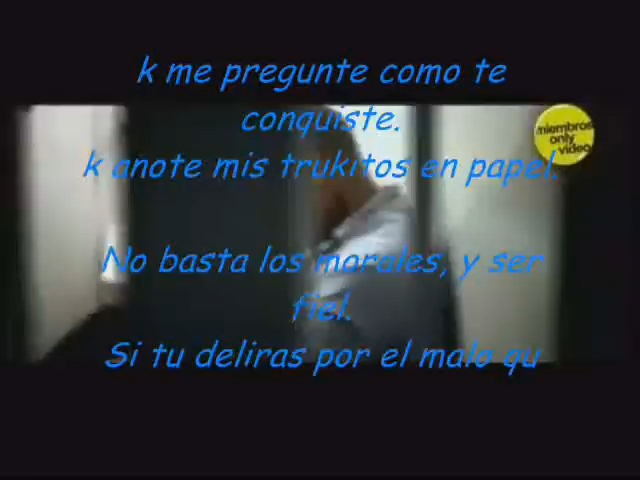 k me pregunte como te
conquiste.
k anote mis trukitos en papel.
No basta los morales, y ser
fiel.
Si tu deliras por el malo qu
miembros
only
video